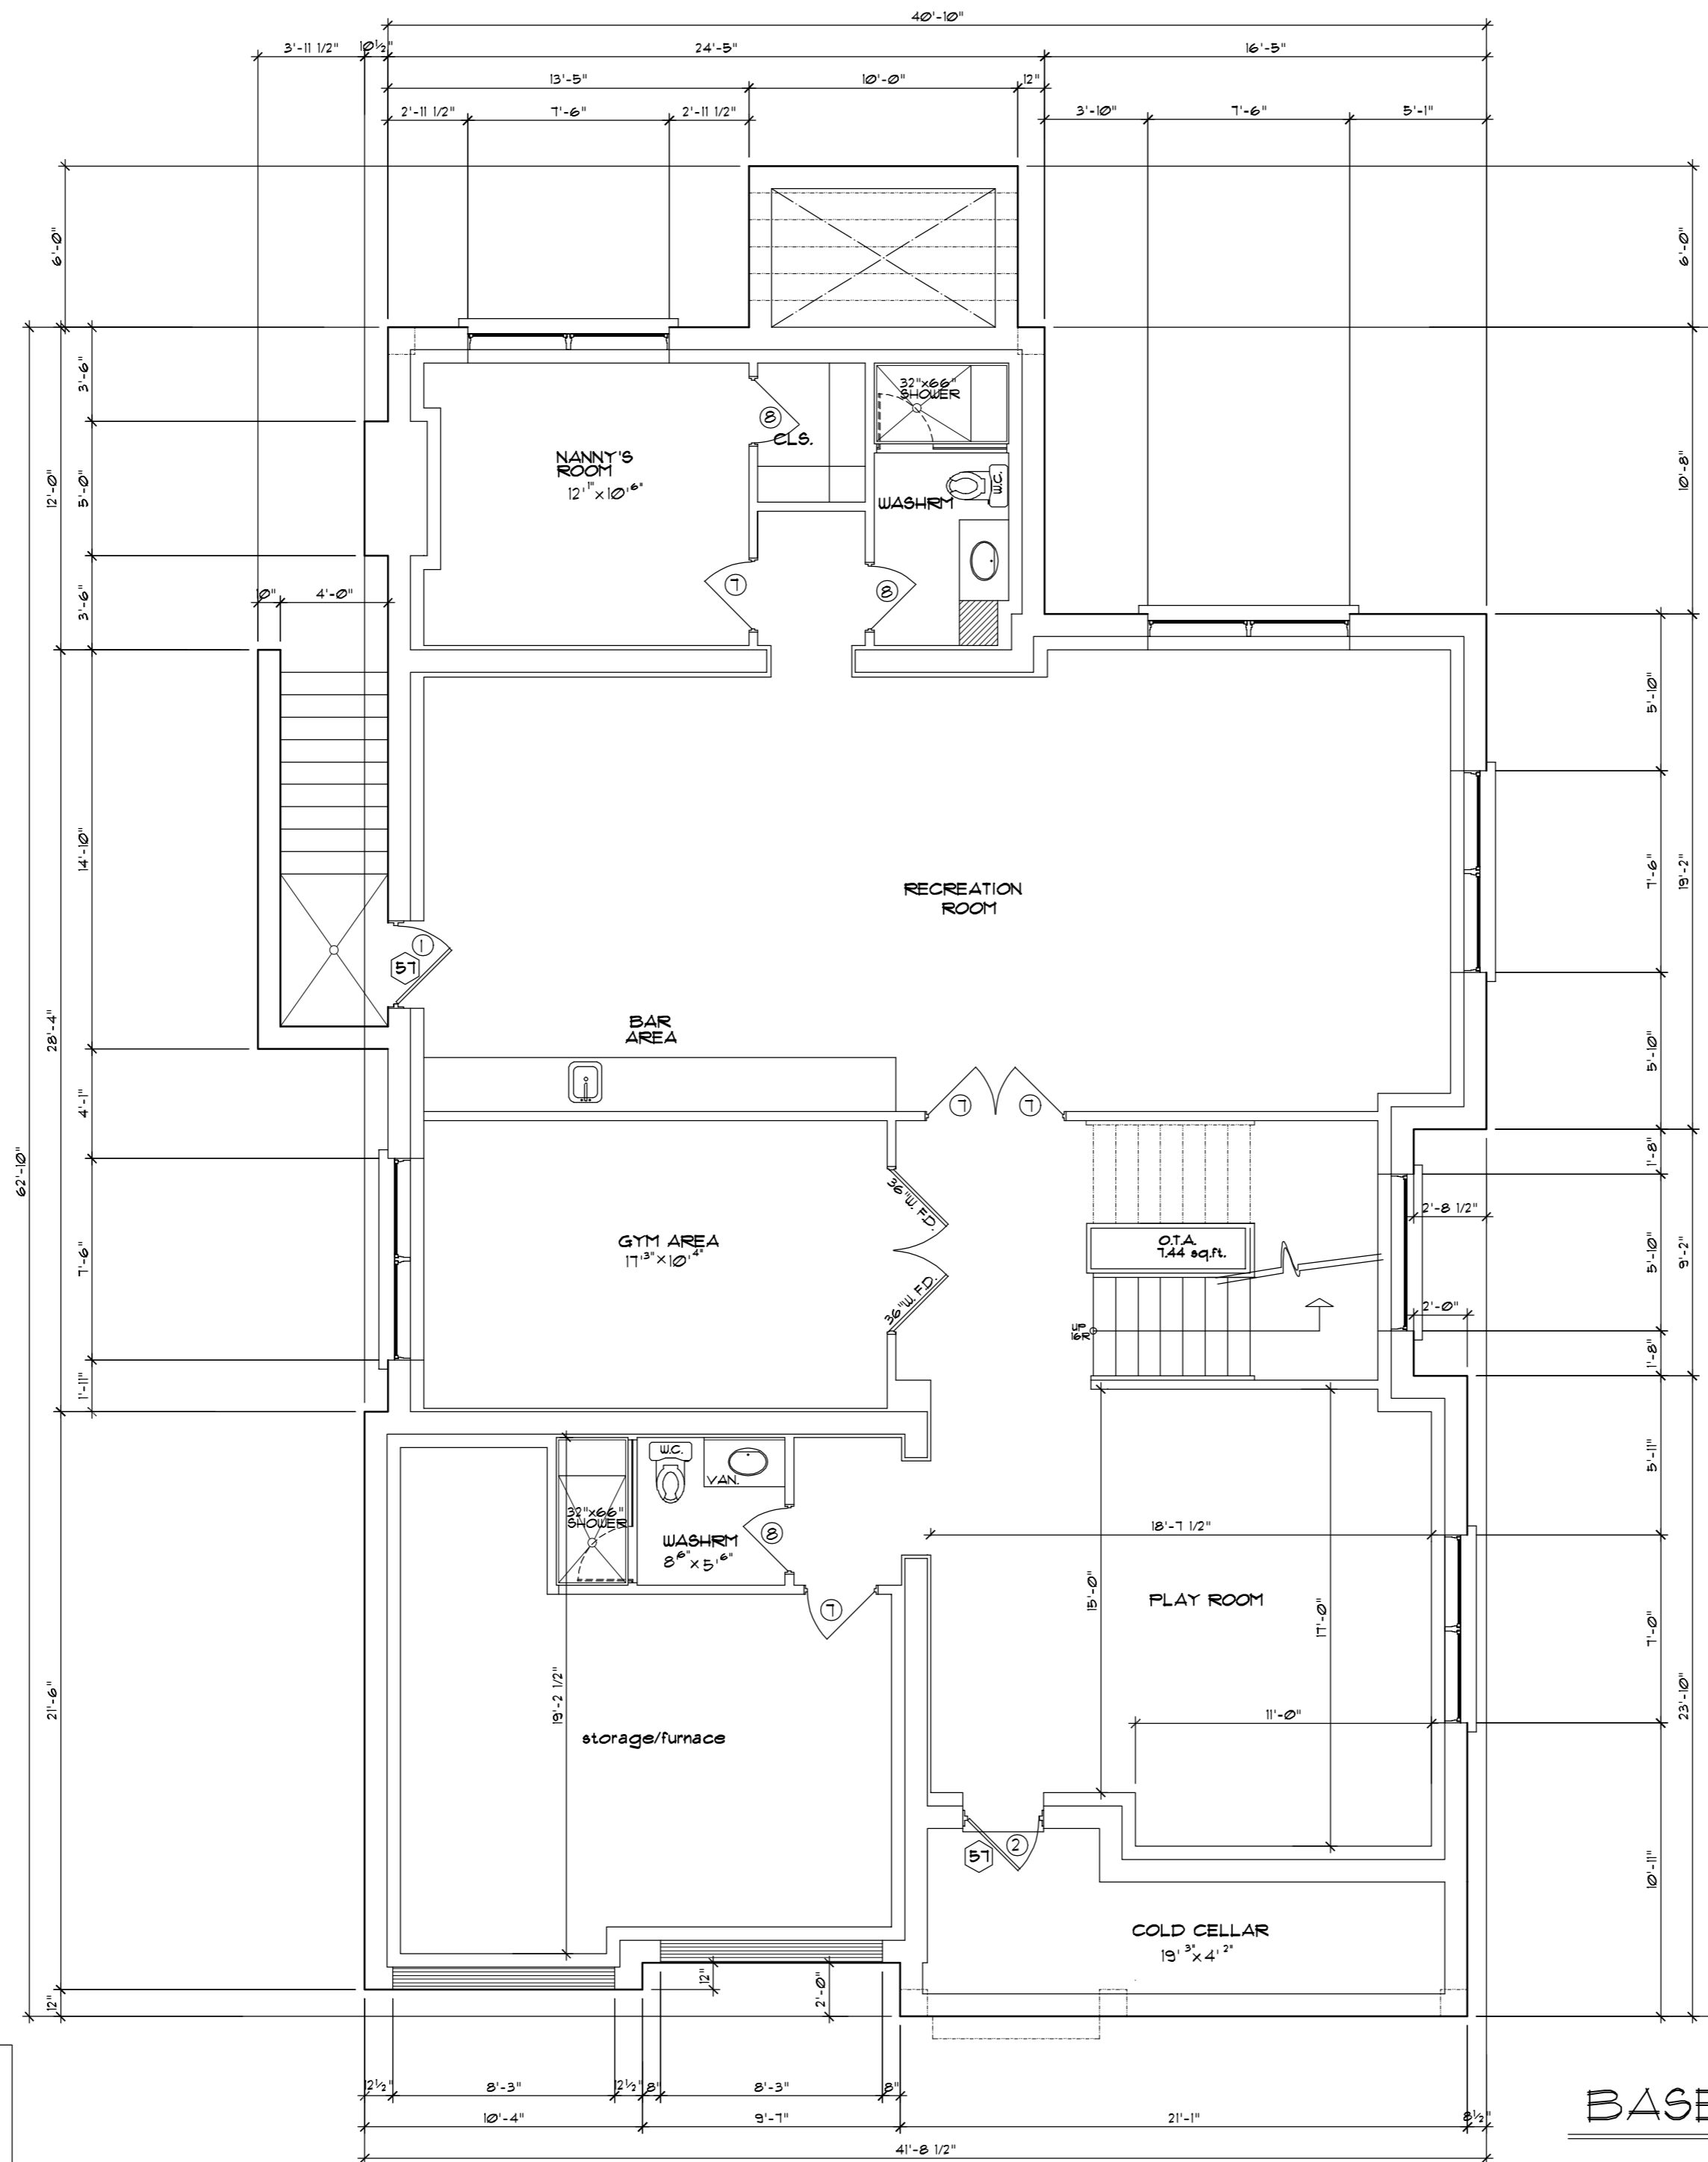 40'-10"
3'-11 1/2" 10½" 24'-5" 16'-5"
13'-5" 10'-0" 12"
2'-11 1/2" 7'-6" 2'-11 1/2" 3'-10" 7'-6" 5'-1"
6'-0"
6'-0"
3'-6"
32"x66"
SHOWER
8
CLS.
NANNY'S
ROOM
12'1"x10'6"
W.C.
WASHRM
12'-0"
5'-0"
10'-8"
7
8
10" 4'-0"
3'-6"
5'-10"
14'-10"
7'-6"
19'-2"
RECREATION
ROOM
1
57
BAR
AREA
28'-4"
5'-10"
4'-1"
7 7
62'-10"
1'-8"
36"W. F.D.
2'-8 1/2"
GYM AREA
17'3"x10'4"
O.T.A.
7.44 sq.ft.
7'-6"
5'-10"
9'-2"
36"W. F.D.
2'-0"
UP
16R
1'-8"
1'-11"
W.C.
VAN.
5'-11"
32"x66"
SHOWER
8
18'-7 1/2"
WASHRM
8'6"x5'6"
15'-0"
17'-0"
PLAY ROOM
7
7'-0"
21'-6"
19'-2 1/2"
23'-10"
11'-0"
storage/furnace
2
57
10'-11"
COLD CELLAR
19'3"x4'2"
12"
2'-0"
12"
12½" 8'-3" 12½" 8" 8'-3" 8"
10'-4" 9'-7" 21'-1" 8½"
41'-8 1/2"
BASE